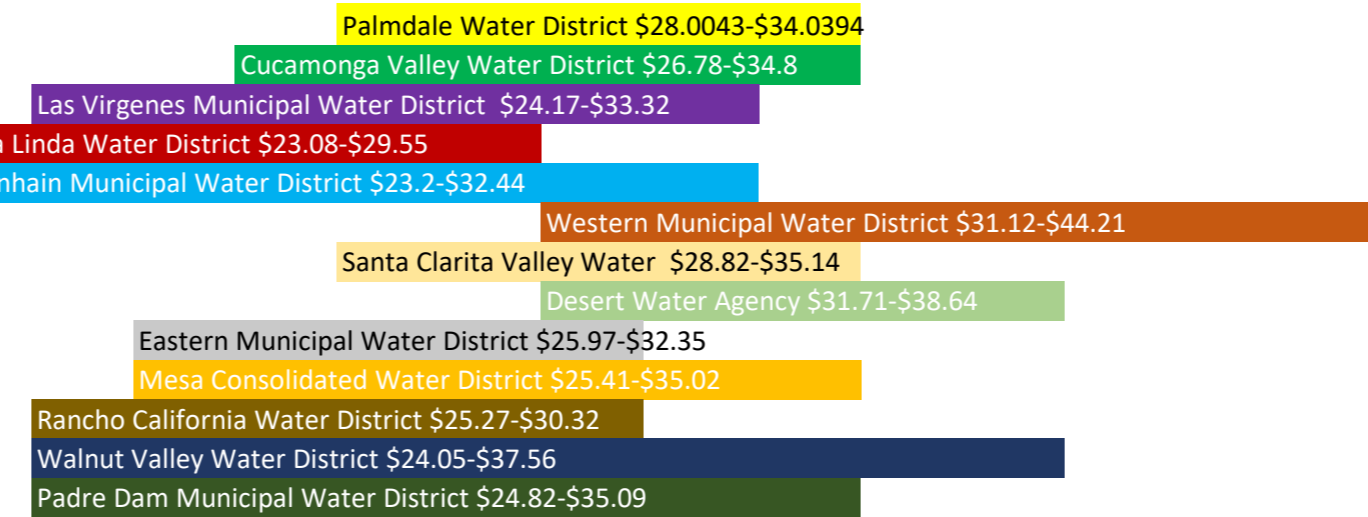 Palmdale Water District $28.0043-$34.0394
Cucamonga Valley Water District $26.78-$34.8
Las Virgenes Municipal Water District $24.17-$33.32
Linda Water District $23.08-$29.55
Municipal Water District $23.2-$32.44
Western Municipal Water District $31.12-$44.21
Santa Clarita Valley Water $28.82-$35.14
Desert Water Agency $31.71-$38.64
Eastern Municipal Water District $25.97-$32.35
Mesa Consolidated Water District $25.41-$35.02
Rancho California Water District $25.27-$30.32
Walnut Valley Water District $24.05-$37.56
Padre Dam Municipal Water District $24.82-$35.09